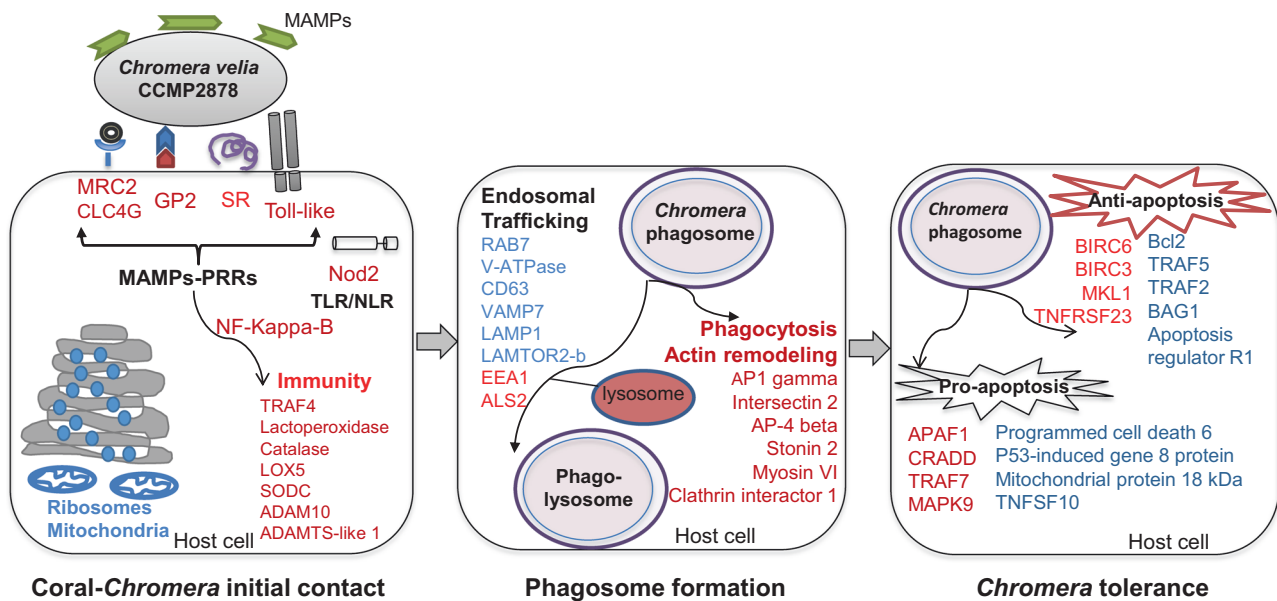 MAMPs
Chromera velia
CCMP2878
MRC2
CLC4G
GP2
SR
Toll-like
MAMPs-PRRs
Nod2
TLR/NLR
NF-Kappa-B
Immunity
TRAF4
Lactoperoxidase
Catalase
LOX5
SODC
ADAM10
ADAMTS-like 1
Ribosomes
Mitochondria
Host cell
Coral-Chromera initial contact
Endosomal
Trafficking
RAB7
V-ATPase
CD63
VAMP7
LAMP1
LAMTOR2-b
EEA1
ALS2
Chromera
phagosome
Phagocytosis
Actin remodeling
AP1 gamma
Intersectin 2
AP-4 beta
Stonin 2
Myosin VI
Clathrin interactor 1
lysosome
Phago-
lysosome
Host cell
Phagosome formation
Chromera
phagosome
Anti-apoptosis
BIRC6
BIRC3
MKL1
TNFRSF23
Bcl2
TRAF5
TRAF2
BAG1
Apoptosis
regulator R1
Pro-apoptosis
APAF1
CRADD
TRAF7
MAPK9
Programmed cell death 6
P53-induced gene 8 protein
Mitochondrial protein 18 kDa
TNFSF10
Host cell
Chromera tolerance